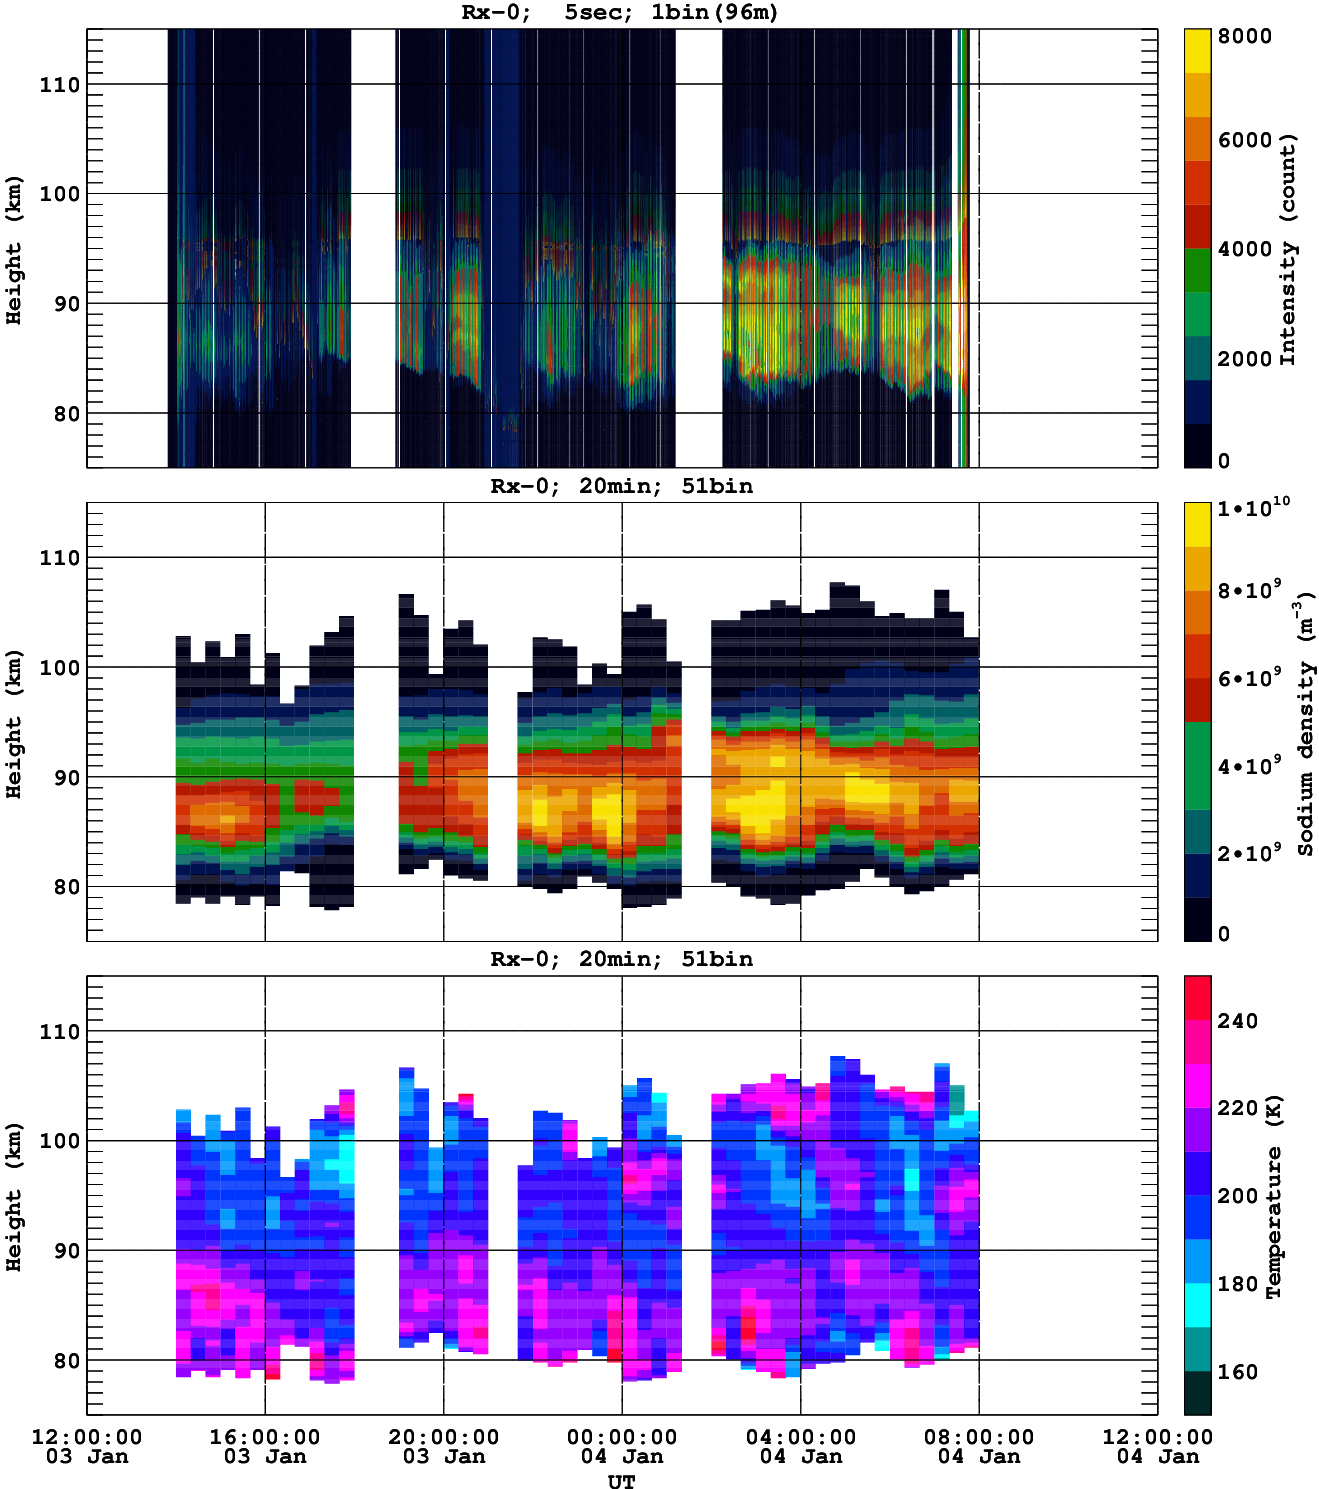 Rx-0;  5sec; 1bin(96m)
110
100
90
80
Height (km)
8000
6000
4000
2000
0
Intensity (count)
Rx-0; 20min; 51bin
110
100
90
80
Height (km)
1•10¹⁰
8•10⁹
6•10⁹
4•10⁹
2•10⁹
0
Sodium density (m⁻³)
Rx-0; 20min; 51bin
110
100
90
80
Height (km)
240
220
200
180
160
Temperature (K)
12:00:00 16:00:00 20:00:00 00:00:00 04:00:00 08:00:00 12:00:00
03 Jan 03 Jan 03 Jan 04 Jan 04 Jan 04 Jan 04 Jan
UT